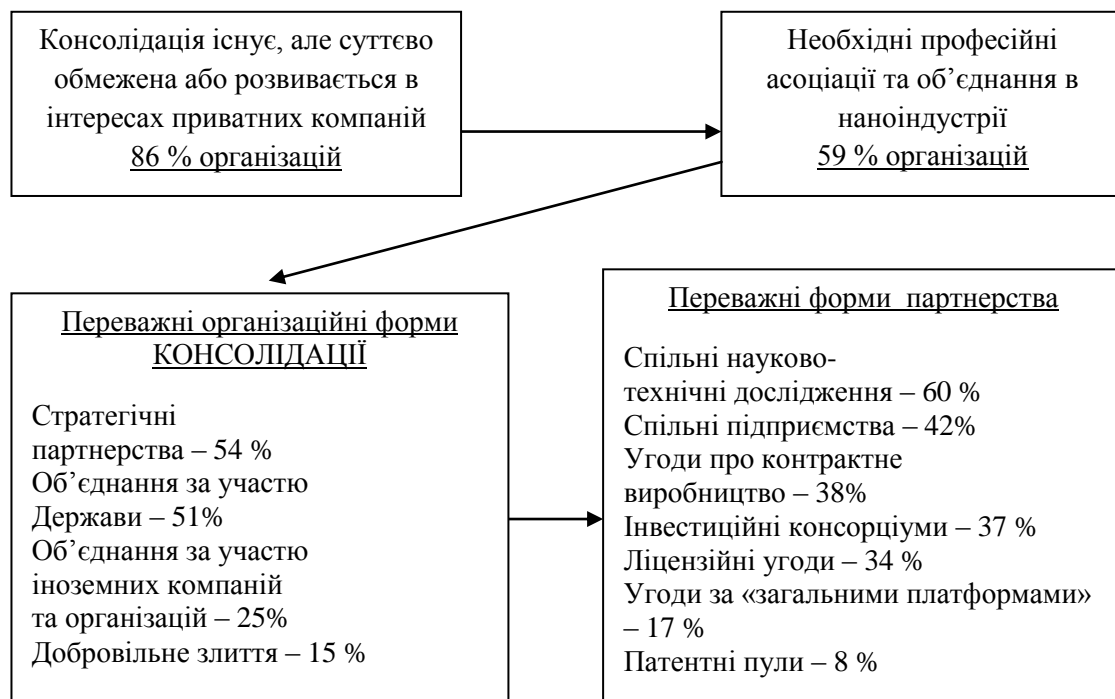 Консолідація існує, але суттєво
обмежена або розвивається в
інтересах приватних компаній
86 % організацій
Необхідні професійні
асоціації та об’єднання в
наноіндустрії
59 % організацій
Переважні організаційні форми
КОНСОЛІДАЦІЇ
Стратегічні
партнерства – 54 %
Об’єднання за участю
Держави – 51%
Об’єднання за участю
іноземних компаній
та організацій – 25%
Добровільне злиття – 15 %
Переважні форми  партнерства
Спільні науково-
технічні дослідження – 60 %
Спільні підприємства – 42%
Угоди про контрактне
виробництво – 38%
Інвестиційні консорціуми – 37 %
Ліцензійні угоди – 34 %
Угоди за «загальними платформами»
– 17 %
Патентні пули – 8 %